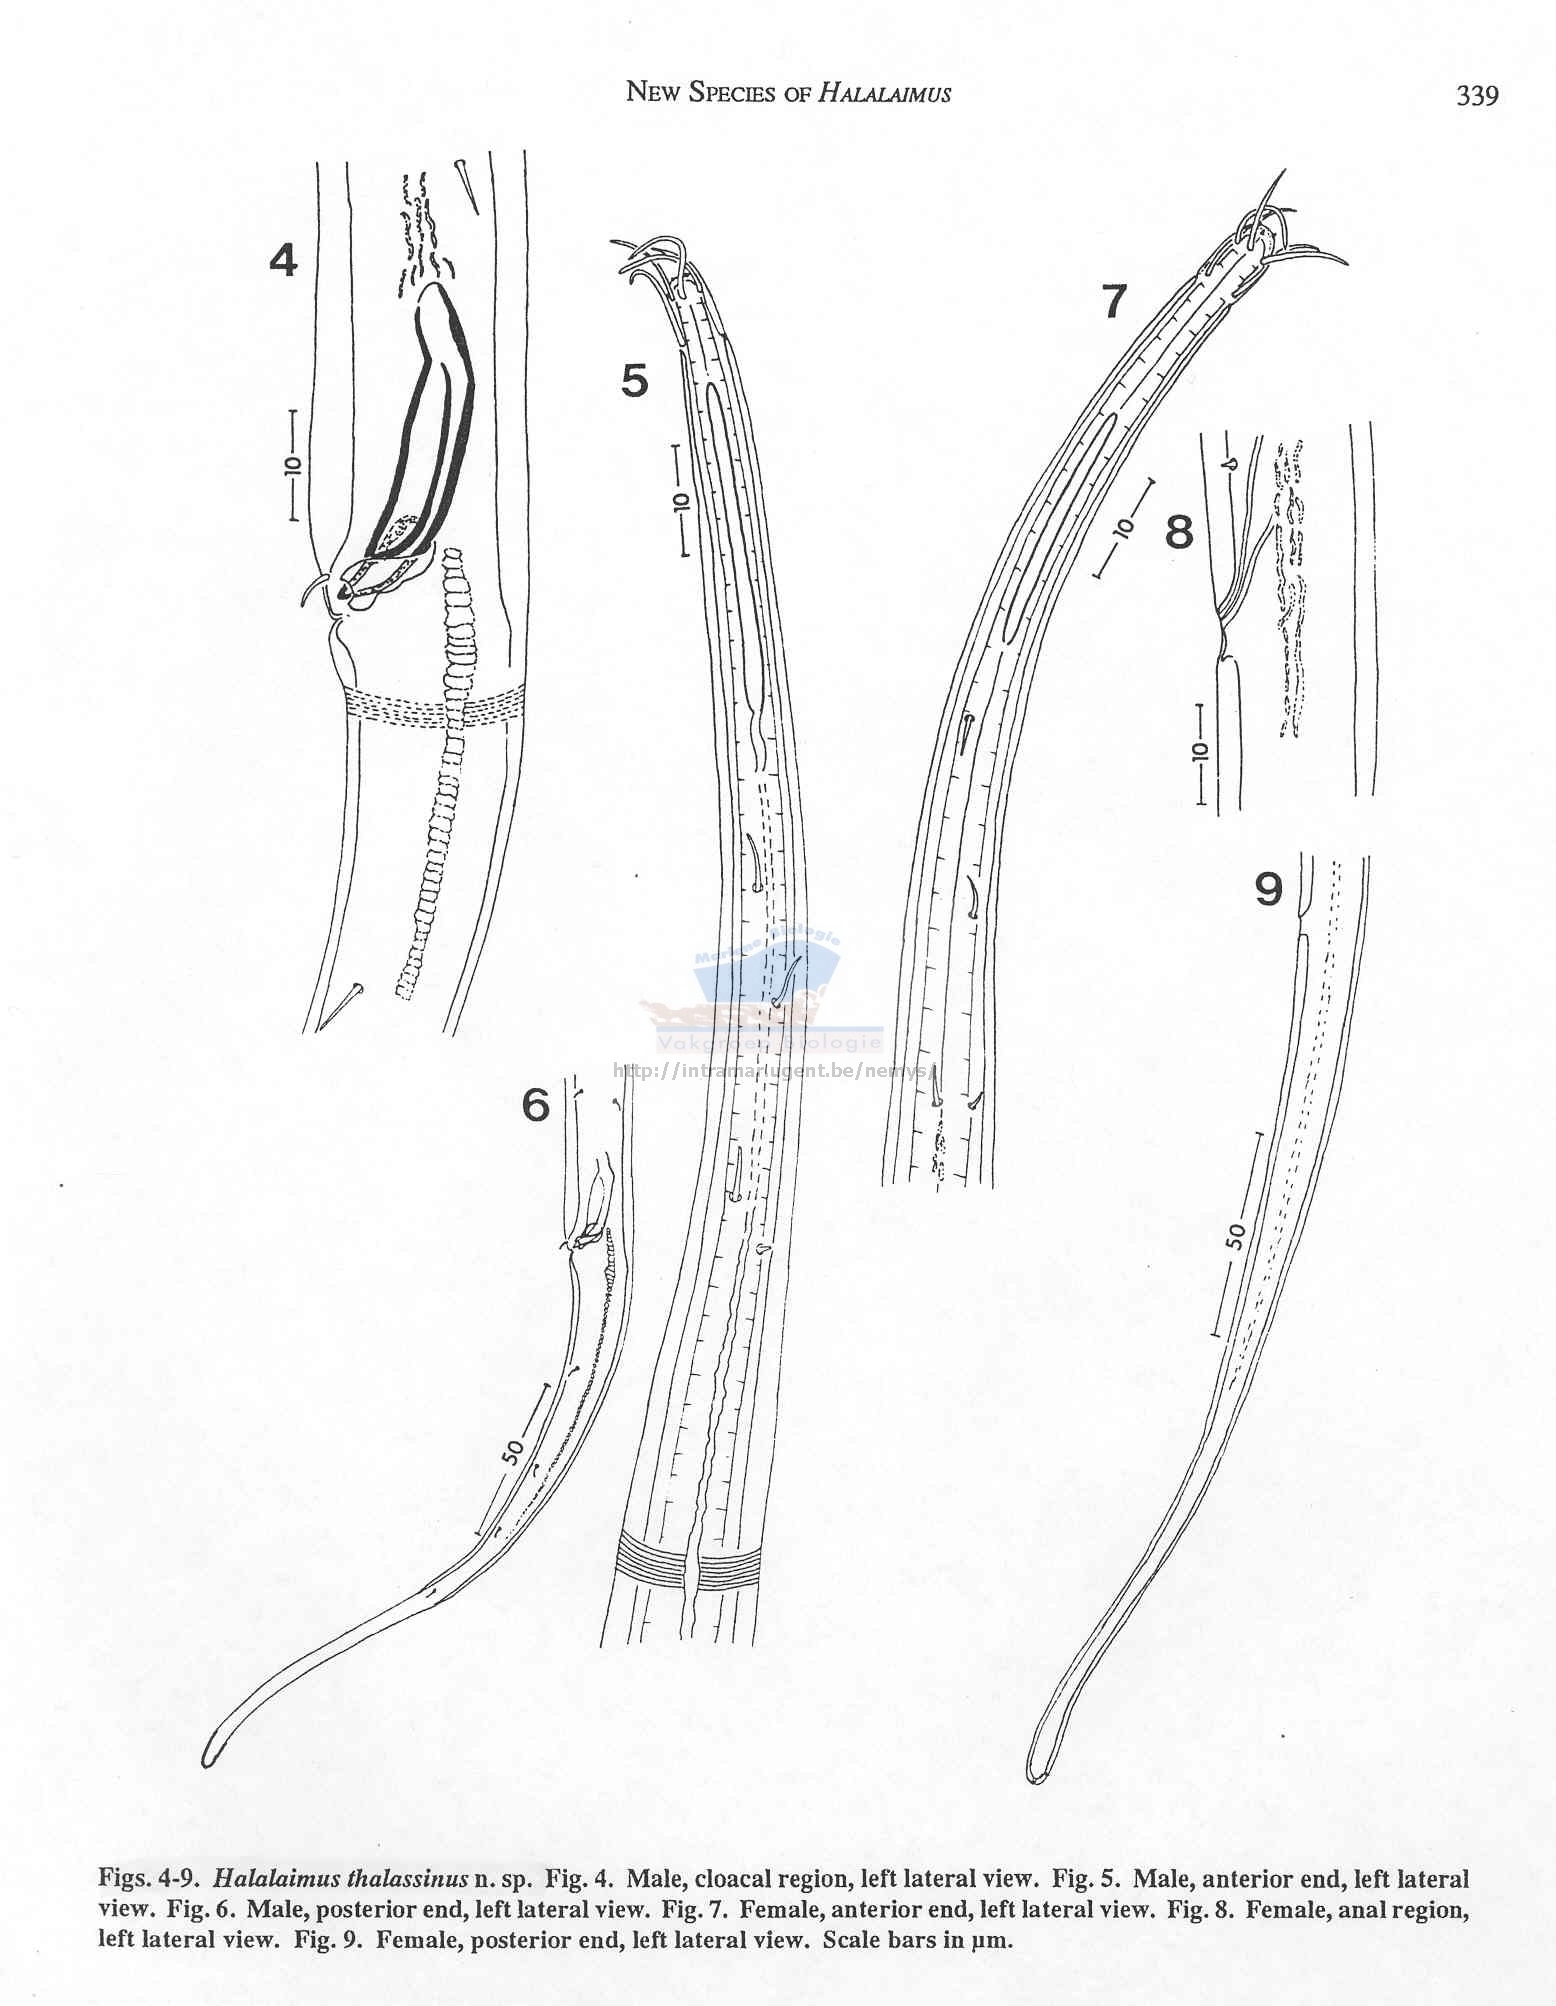 NEW SPECIES OF HALALAIMUS
339
4
10
5
10
7
10
8
10
9
50
6
50
Mariene Biologie
Vakgroep Biologie
http://intramar.ugent.be/nemys/
Figs. 4-9. Halalaimus thalassinus n. sp. Fig. 4. Male, cloacal region, left lateral view. Fig. 5. Male, anterior end, left lateral
view. Fig. 6. Male, posterior end, left lateral view. Fig. 7. Female, anterior end, left lateral view. Fig. 8. Female, anal region,
left lateral view. Fig. 9. Female, posterior end, left lateral view. Scale bars in µm.